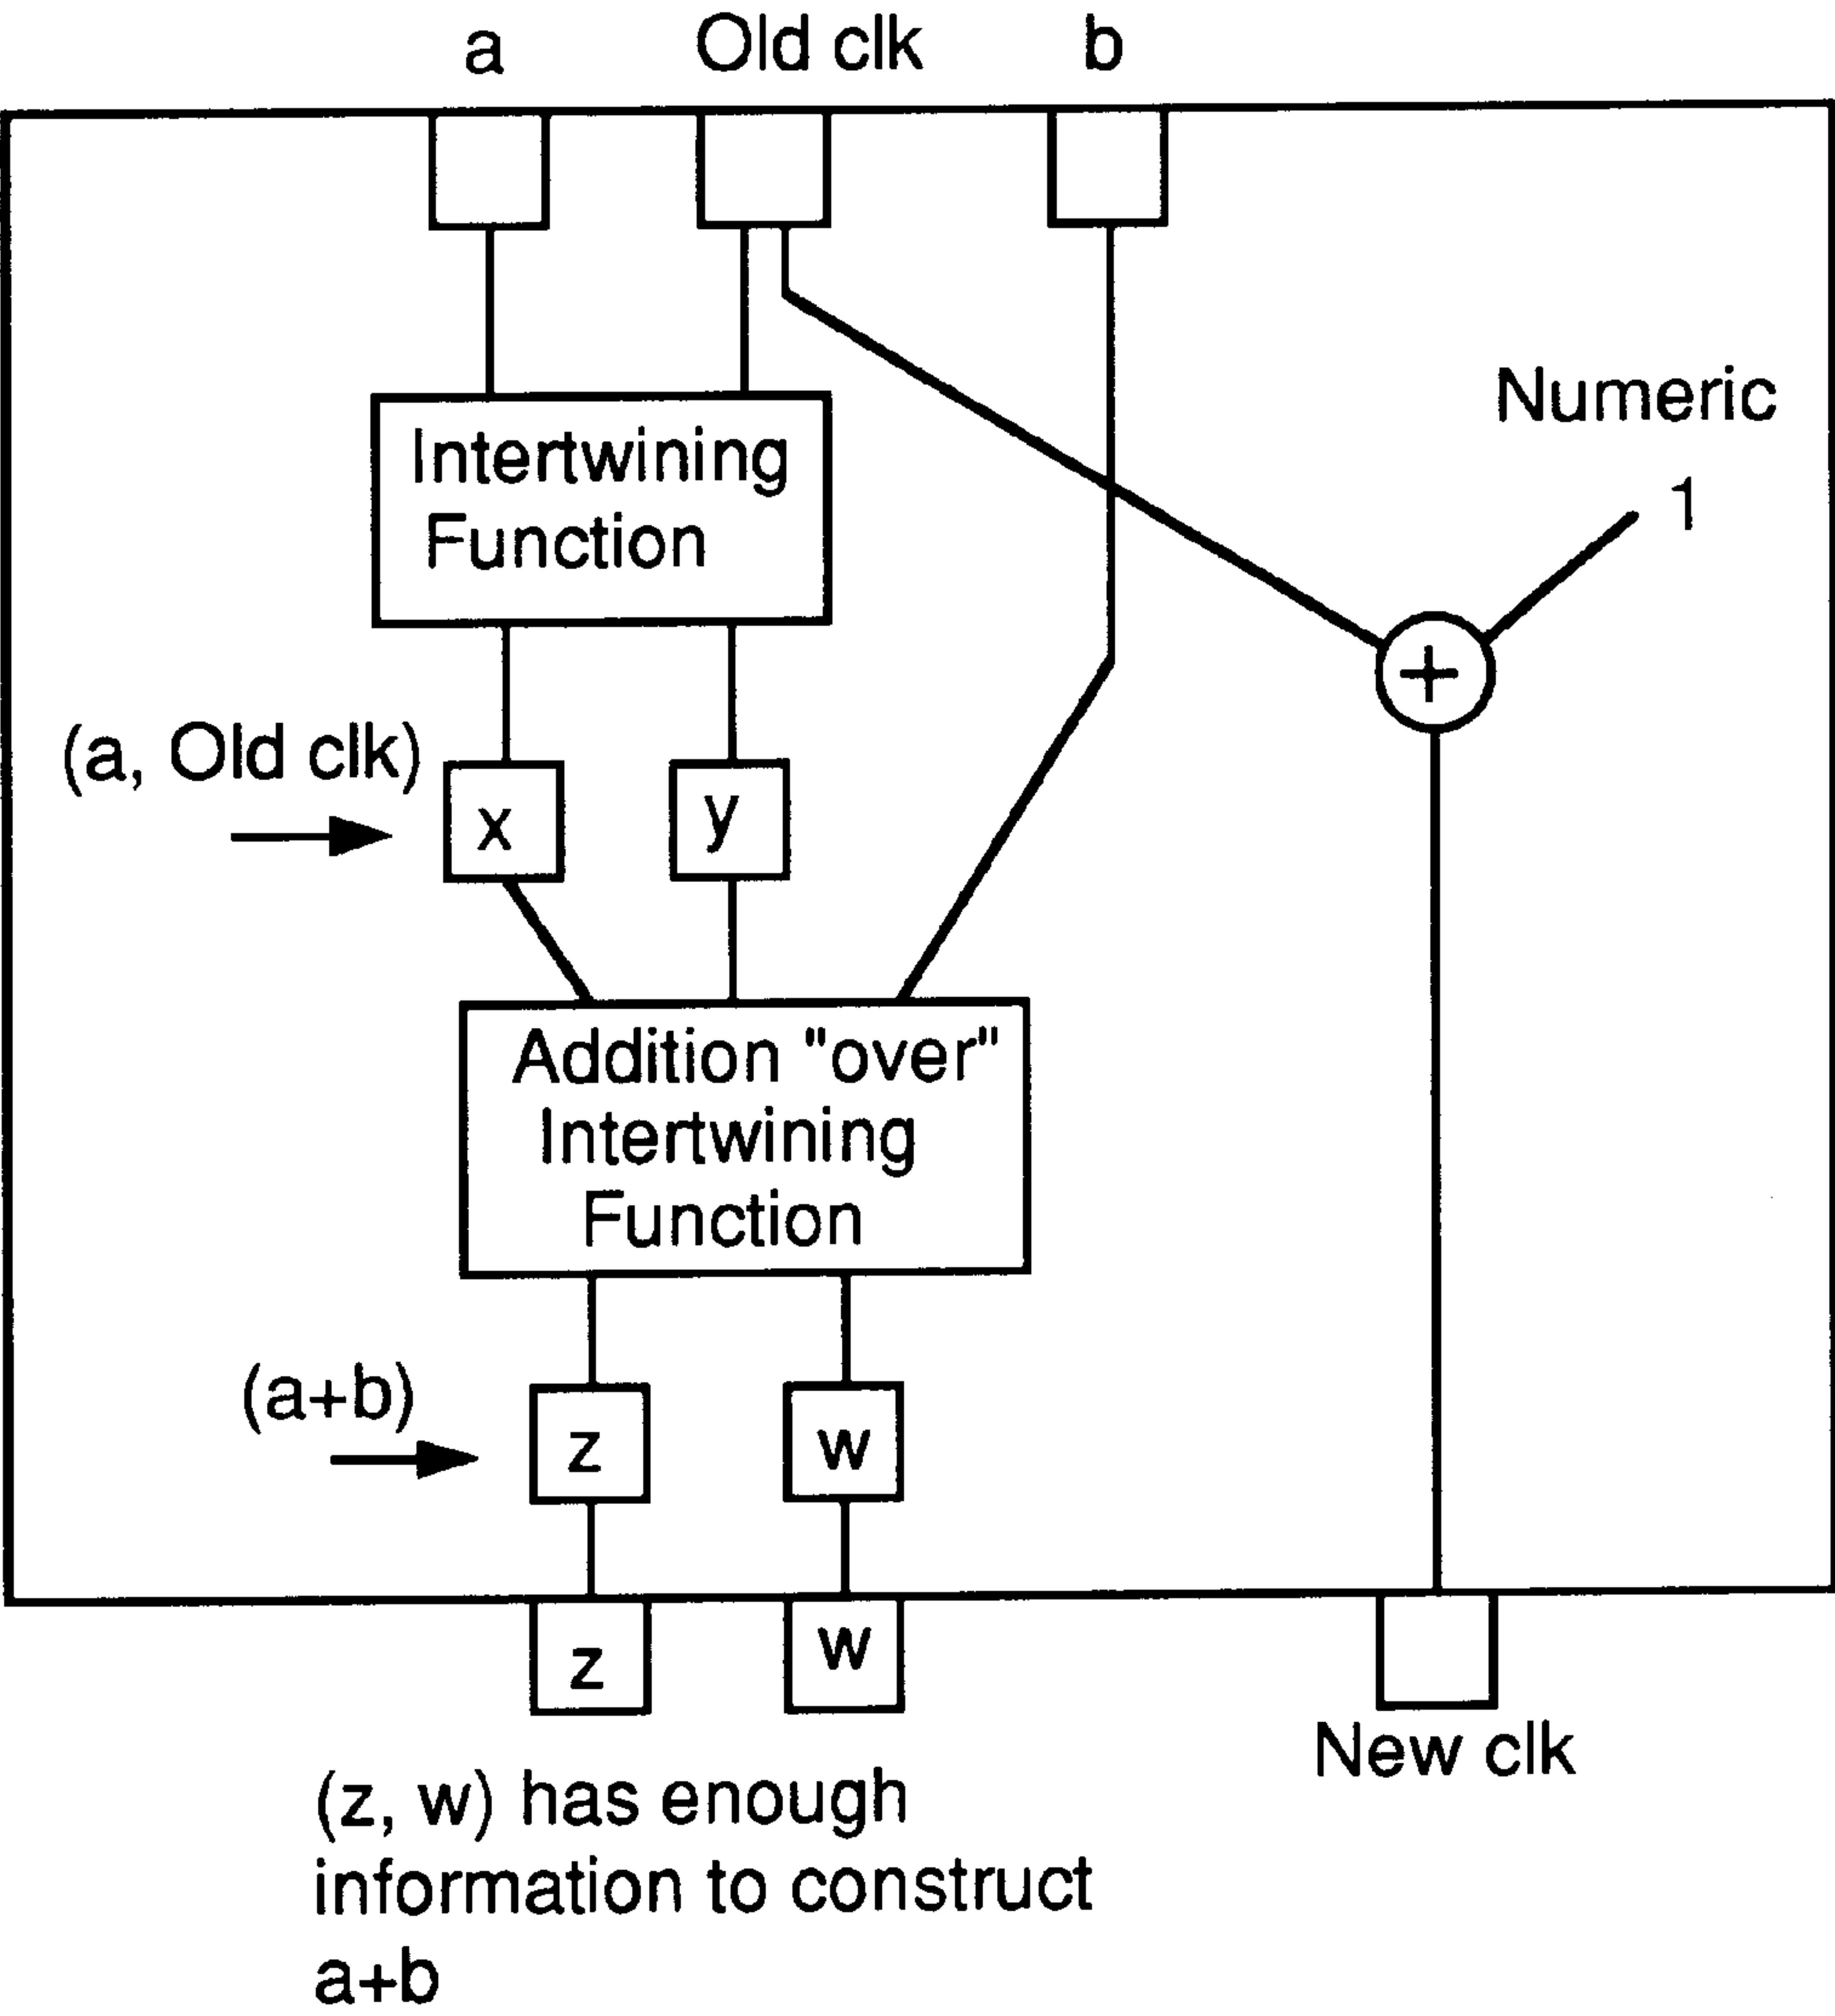 a
Old clk
b
Numeric
1
Intertwining
Function
+
(a, Old clk)
x
y
Addition "over"
Intertwining
Function
(a+b)
z
w
z
w
New clk
(z, w) has enough
information to construct
a+b